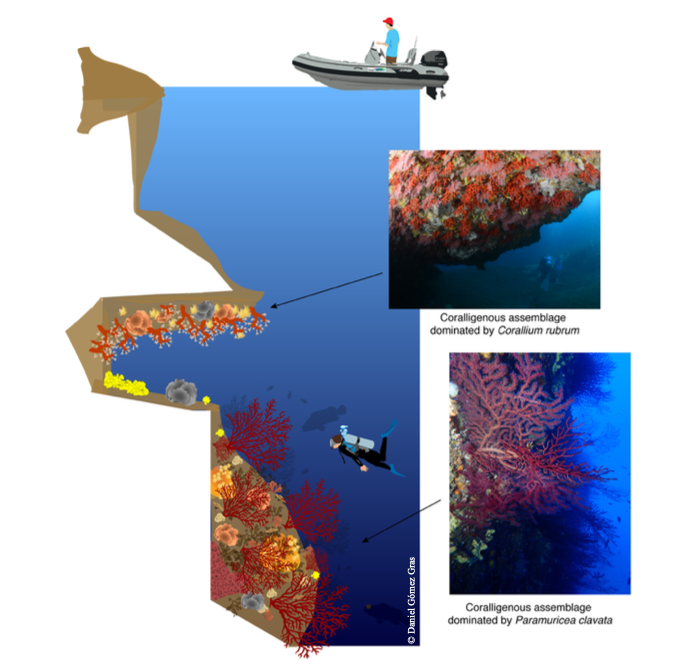 Coralligenous assemblage
dominated by Corallium rubrum
Coralligenous assemblage
dominated by Paramuricea clavata
© Daniel Gómez Gras